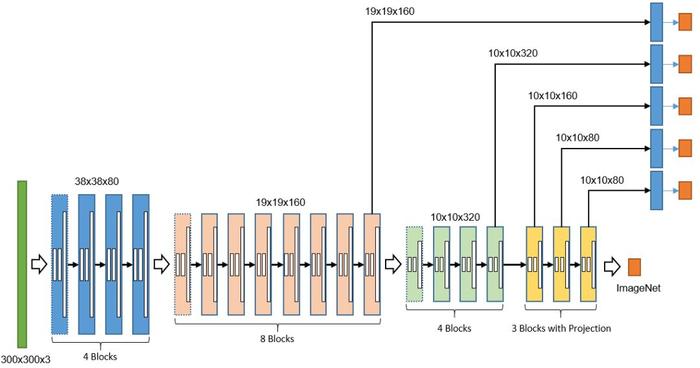 19x19x160
10x10x320
10x10x160
10x10x80
10x10x80
38x38x80
19x19x160
10x10x320
ImageNet
300x300x3
4 Blocks
8 Blocks
4 Blocks
3 Blocks with Projection